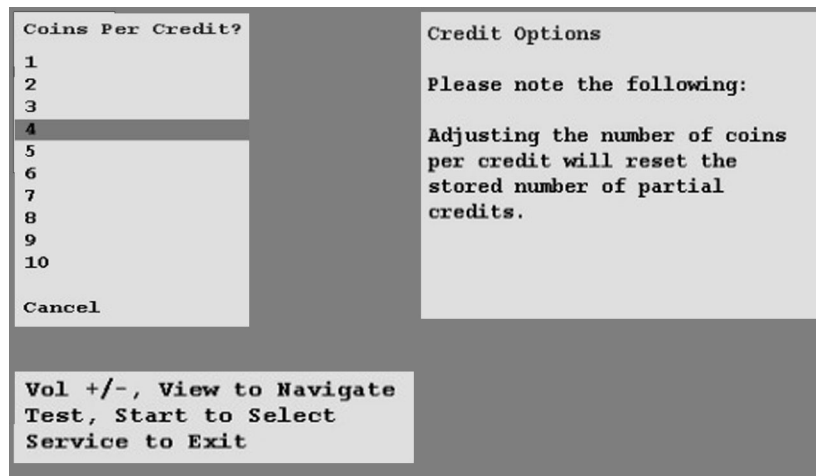 Coins Per Credit?
1
2
3
4
5
6
7
8
9
10
Cancel
Credit Options
Please note the following:
Adjusting the number of coins
per credit will reset the
stored number of partial
credits.
Vol +/-, View to Navigate
Test, Start to Select
Service to Exit